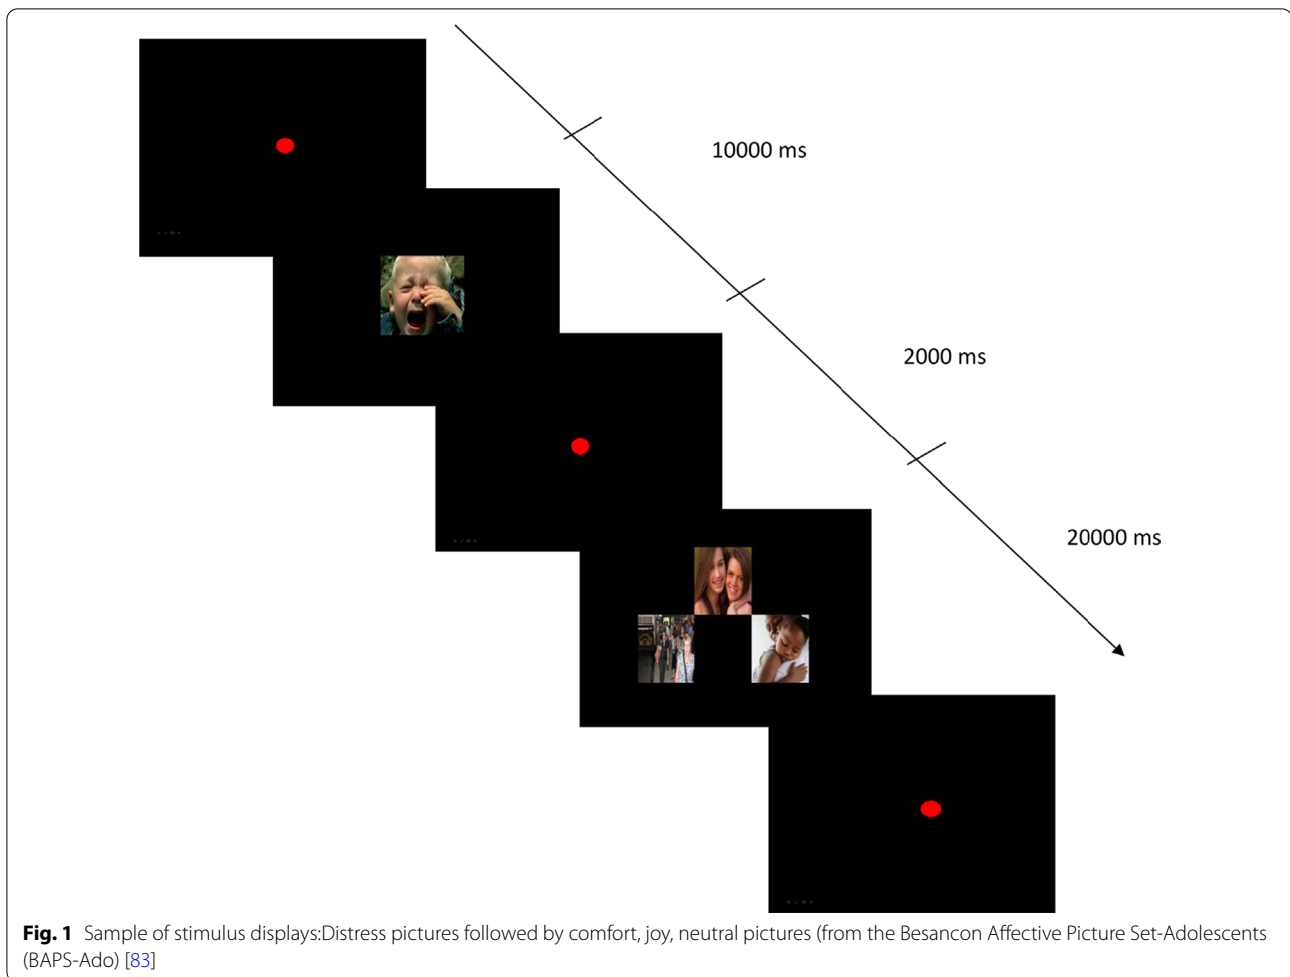 10000 ms
2000 ms
20000 ms
Fig. 1 Sample of stimulus displays:Distress pictures followed by comfort, joy, neutral pictures (from the Besancon Affective Picture Set-Adolescents
(BAPS-Ado) [83]